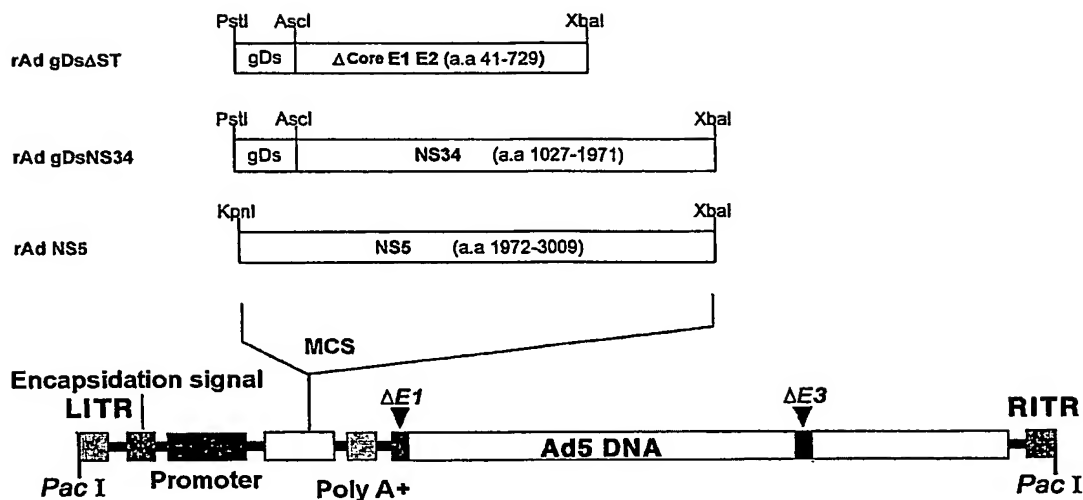 PstI AscI XbaI
rAd gDsΔST gDs ΔCore E1 E2 (a.a 41-729)
PstI AscI XbaI
rAd gDsNS34 gDs NS34 (a.a 1027-1971)
KpnI XbaI
rAd NS5 NS5 (a.a 1972-3009)
MCS
Encapsidation signal
LITR ΔE1 ΔE3 RITR
Ad5 DNA
Pac I Promoter Poly A+ Pac I